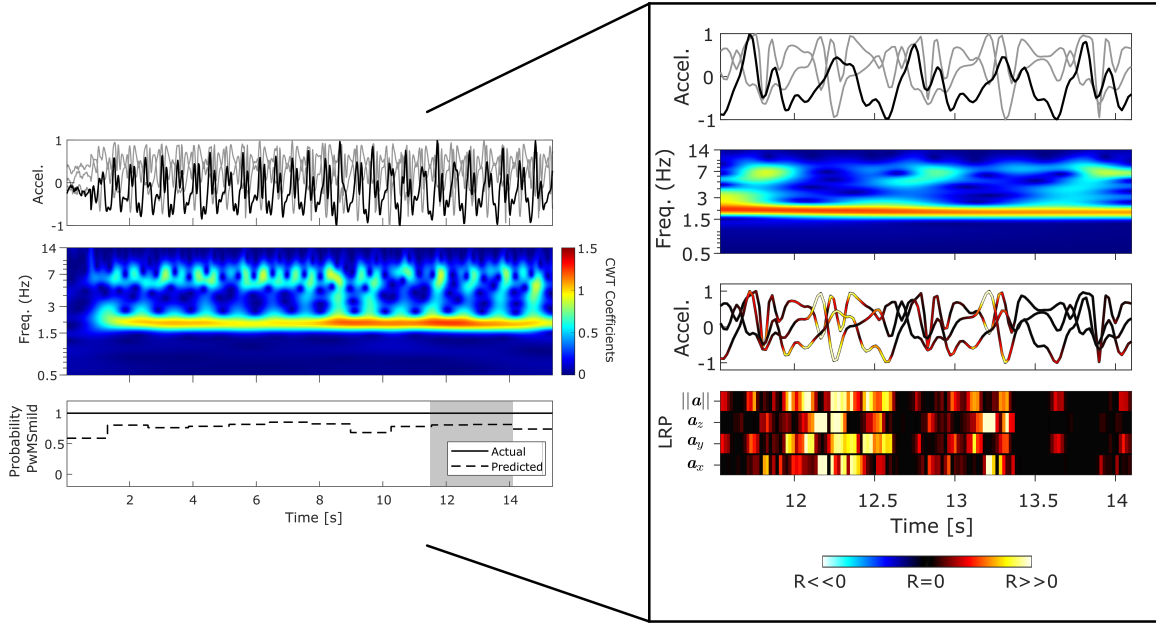 Accel.
1
0
-1
Freq. (Hz)
14
7
3
1.5
0.5
1.5
1
0.5
0
CWT Coefficients
Probability
PwMSmild
1
0.5
0
Actual
Predicted
2
4
6
8
10
12
14
Time [s]
Accel.
1
0
-1
Freq. (Hz)
14
7
3
1.5
0.5
Accel.
1
0
-1
LRP
||a||
a_z
a_y
a_x
12
12.5
13
13.5
14
Time [s]
R<<0 R=0 R>>0